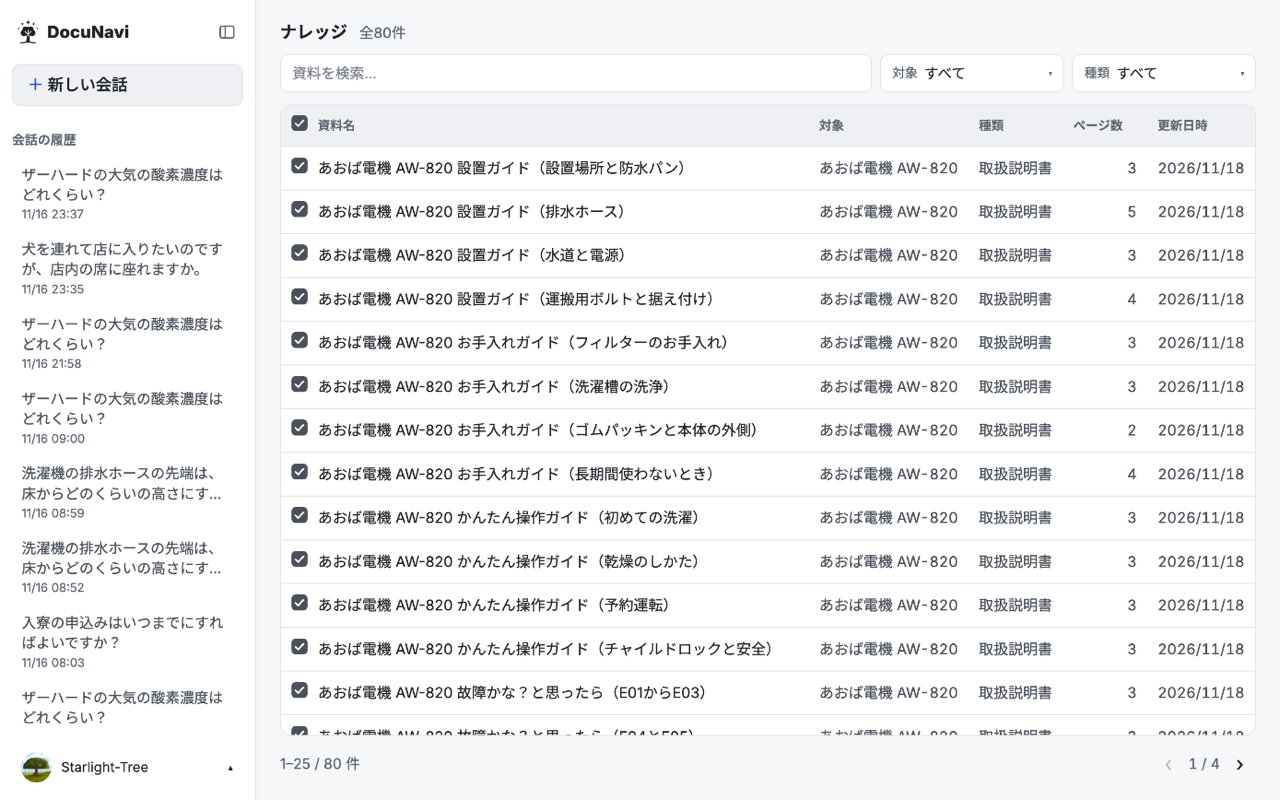 DocuNavi
+ 新しい会話
会話の履歴
ザーハードの大気の酸素濃度は
どれくらい？
11/16 23:37
犬を連れて店に入りたいのです
が、店内の席に座れますか。
11/16 23:35
ザーハードの大気の酸素濃度は
どれくらい？
11/16 21:58
ザーハードの大気の酸素濃度は
どれくらい？
11/16 09:00
洗濯機の排水ホースの先端は、
床からどのくらいの高さにす...
11/16 08:59
洗濯機の排水ホースの先端は、
床からどのくらいの高さにす...
11/16 08:52
入寮の申込みはいつまでにすれ
ばよいですか？
11/16 08:03
ザーハードの大気の酸素濃度は
どれくらい？
Starlight-Tree
ナレッジ 全80件
資料を検索... 対象 すべて 種類 すべて
資料名 対象 種類 ページ数 更新日時
あおば電機 AW-820 設置ガイド（設置場所と防水パン） あおば電機 AW-820 取扱説明書 3 2026/11/18
あおば電機 AW-820 設置ガイド（排水ホース） あおば電機 AW-820 取扱説明書 5 2026/11/18
あおば電機 AW-820 設置ガイド（水道と電源） あおば電機 AW-820 取扱説明書 3 2026/11/18
あおば電機 AW-820 設置ガイド（運搬用ボルトと据え付け） あおば電機 AW-820 取扱説明書 4 2026/11/18
あおば電機 AW-820 お手入れガイド（フィルターのお手入れ） あおば電機 AW-820 取扱説明書 3 2026/11/18
あおば電機 AW-820 お手入れガイド（洗濯槽の洗浄） あおば電機 AW-820 取扱説明書 3 2026/11/18
あおば電機 AW-820 お手入れガイド（ゴムパッキンと本体の外側） あおば電機 AW-820 取扱説明書 2 2026/11/18
あおば電機 AW-820 お手入れガイド（長期間使わないとき） あおば電機 AW-820 取扱説明書 4 2026/11/18
あおば電機 AW-820 かんたん操作ガイド（初めての洗濯） あおば電機 AW-820 取扱説明書 3 2026/11/18
あおば電機 AW-820 かんたん操作ガイド（乾燥のしかた） あおば電機 AW-820 取扱説明書 3 2026/11/18
あおば電機 AW-820 かんたん操作ガイド（予約運転） あおば電機 AW-820 取扱説明書 3 2026/11/18
あおば電機 AW-820 かんたん操作ガイド（チャイルドロックと安全） あおば電機 AW-820 取扱説明書 3 2026/11/18
あおば電機 AW-820 故障かな？と思ったら（E01からE03） あおば電機 AW-820 取扱説明書 3 2026/11/18
あおば電機 AW-820 故障かな？と思ったら（E04とE05） あおば電機 AW-820 取扱説明書 2026/11/18
1–25 / 80 件 ‹ 1 / 4 ›